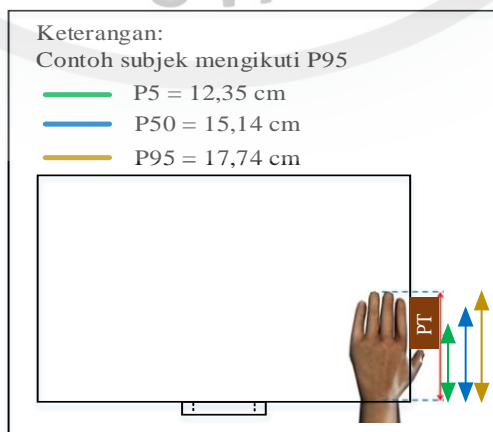 Keterangan:
Contoh subjek mengikuti P95
P5 = 12,35 cm
P50 = 15,14 cm
P95 = 17,74 cm
PT